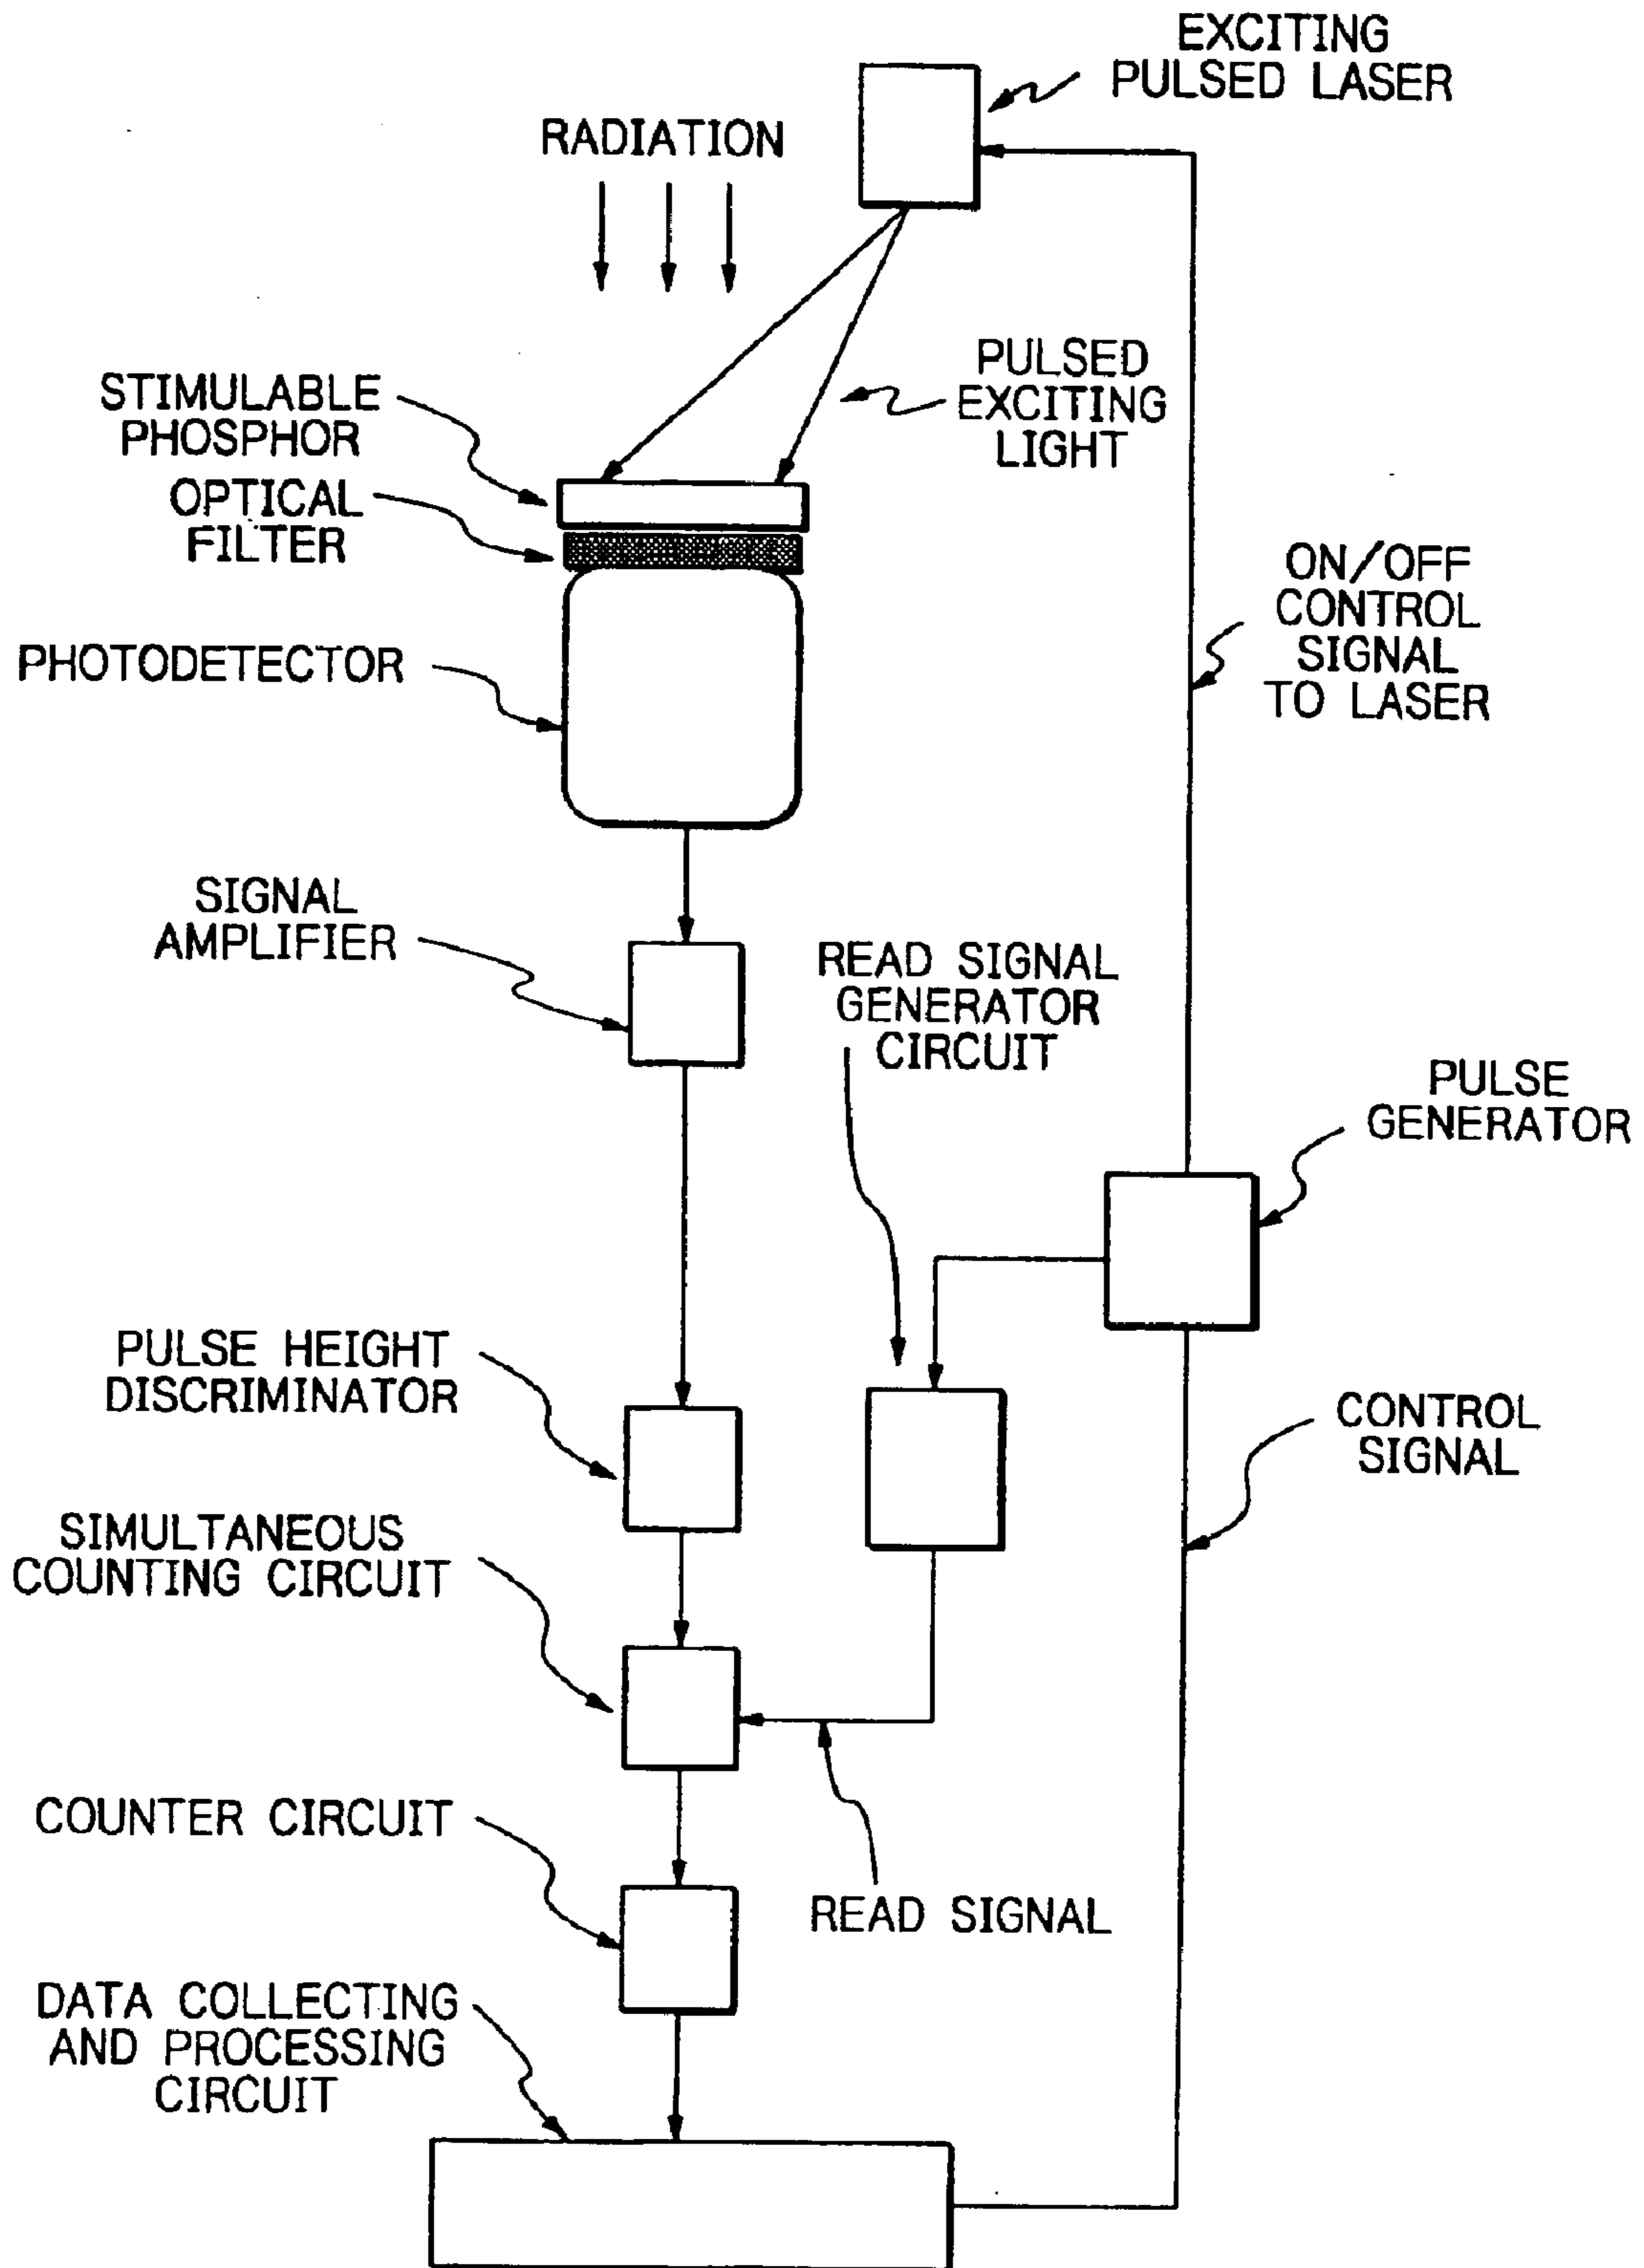 EXCITING
PULSED LASER
RADIATION
PULSED
EXCITING
LIGHT
STIMULABLE
PHOSPHOR
OPTICAL
FILTER
ON/OFF
CONTROL
SIGNAL
TO LASER
PHOTODETECTOR
SIGNAL
AMPLIFIER
READ SIGNAL
GENERATOR
CIRCUIT
PULSE
GENERATOR
PULSE HEIGHT
DISCRIMINATOR
CONTROL
SIGNAL
SIMULTANEOUS
COUNTING CIRCUIT
COUNTER CIRCUIT
READ SIGNAL
DATA COLLECTING
AND PROCESSING
CIRCUIT